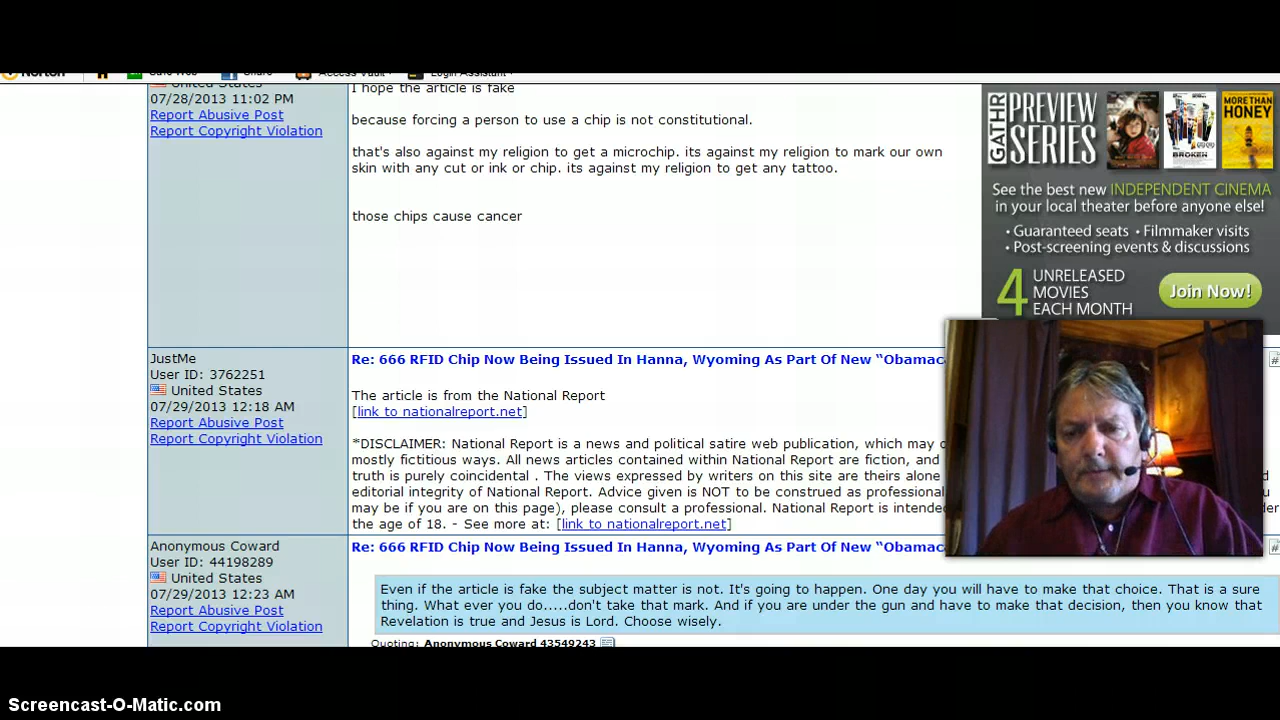 Norton Safe Web Share Access Vault Login Assistant
United States
07/28/2013 11:02 PM
Report Abusive Post
Report Copyright Violation
I hope the article is fake
because forcing a person to use a chip is not constitutional.
that's also against my religion to get a microchip. its against my religion to mark our own
skin with any cut or ink or chip. its against my religion to get any tattoo.
those chips cause cancer
GATHR PREVIEW SERIES
BROKEN
MORE THAN HONEY
See the best new INDEPENDENT CINEMA
in your local theater before anyone else!
• Guaranteed seats • Filmmaker visits
• Post-screening events & discussions
4 UNRELEASED
MOVIES
EACH MONTH
Join Now!
JustMe
User ID: 3762251
United States
07/29/2013 12:18 AM
Report Abusive Post
Report Copyright Violation
Re: 666 RFID Chip Now Being Issued In Hanna, Wyoming As Part Of New “Obamac
#
The article is from the National Report
[link to nationalreport.net]
*DISCLAIMER: National Report is a news and political satire web publication, which may
mostly fictitious ways. All news articles contained within National Report are fiction, and
truth is purely coincidental . The views expressed by writers on this site are theirs alone
editorial integrity of National Report. Advice given is NOT to be construed as professional
may be if you are on this page), please consult a professional. National Report is intende
the age of 18. - See more at: [link to nationalreport.net]
Anonymous Coward
User ID: 44198289
United States
07/29/2013 12:23 AM
Report Abusive Post
Report Copyright Violation
Re: 666 RFID Chip Now Being Issued In Hanna, Wyoming As Part Of New “Obamac
#
Even if the article is fake the subject matter is not. It's going to happen. One day you will have to make that choice. That is a sure
thing. What ever you do.....don't take that mark. And if you are under the gun and have to make that decision, then you know that
Revelation is true and Jesus is Lord. Choose wisely.
Quoting: Anonymous Coward 43549243
Screencast-O-Matic.com